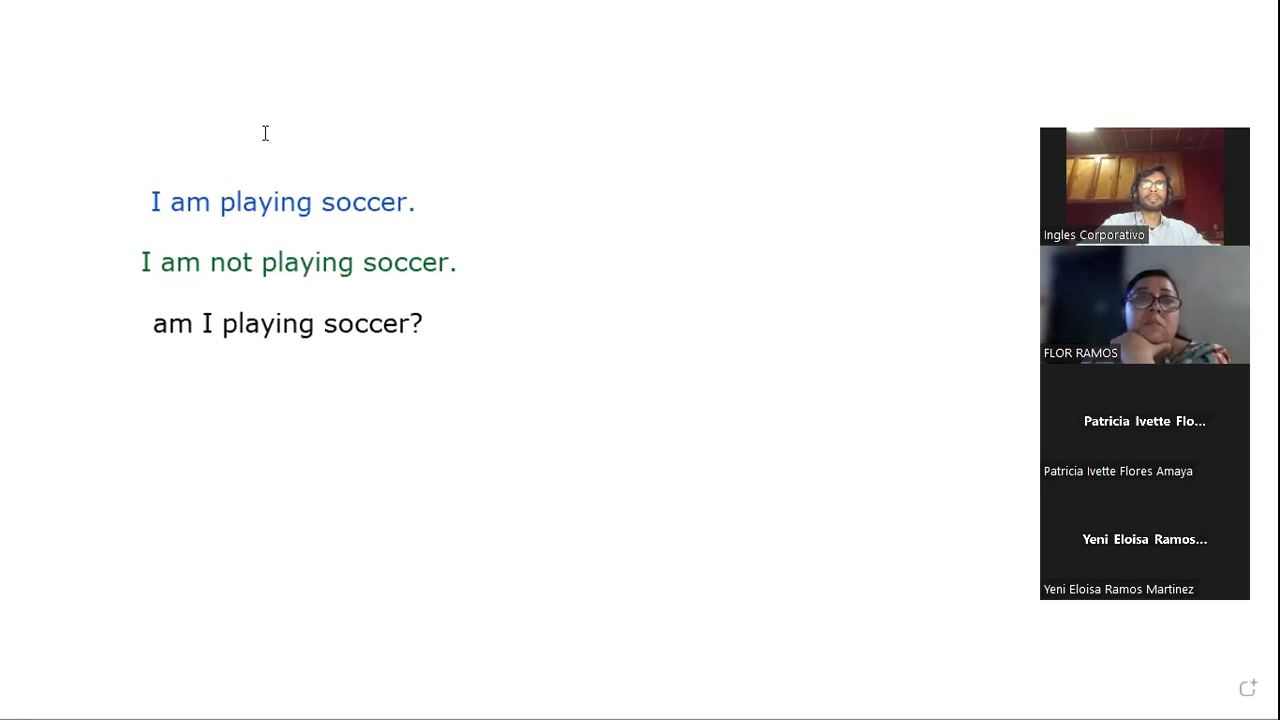 I am playing soccer.
I am not playing soccer.
am I playing soccer?
Ingles Corporativo
FLOR RAMOS
Patricia Ivette Flo...
Patricia Ivette Flores Amaya
Yeni Eloisa Ramos...
Yeni Eloisa Ramos Martinez